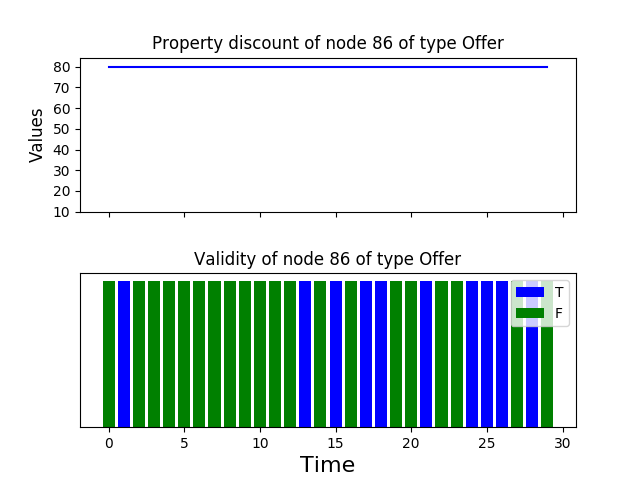 Property discount of node 86 of type Offer
80
70
60
50
40
30
20
10
Values
Validity of node 86 of type Offer
T
F
0 5 10 15 20 25 30
Time